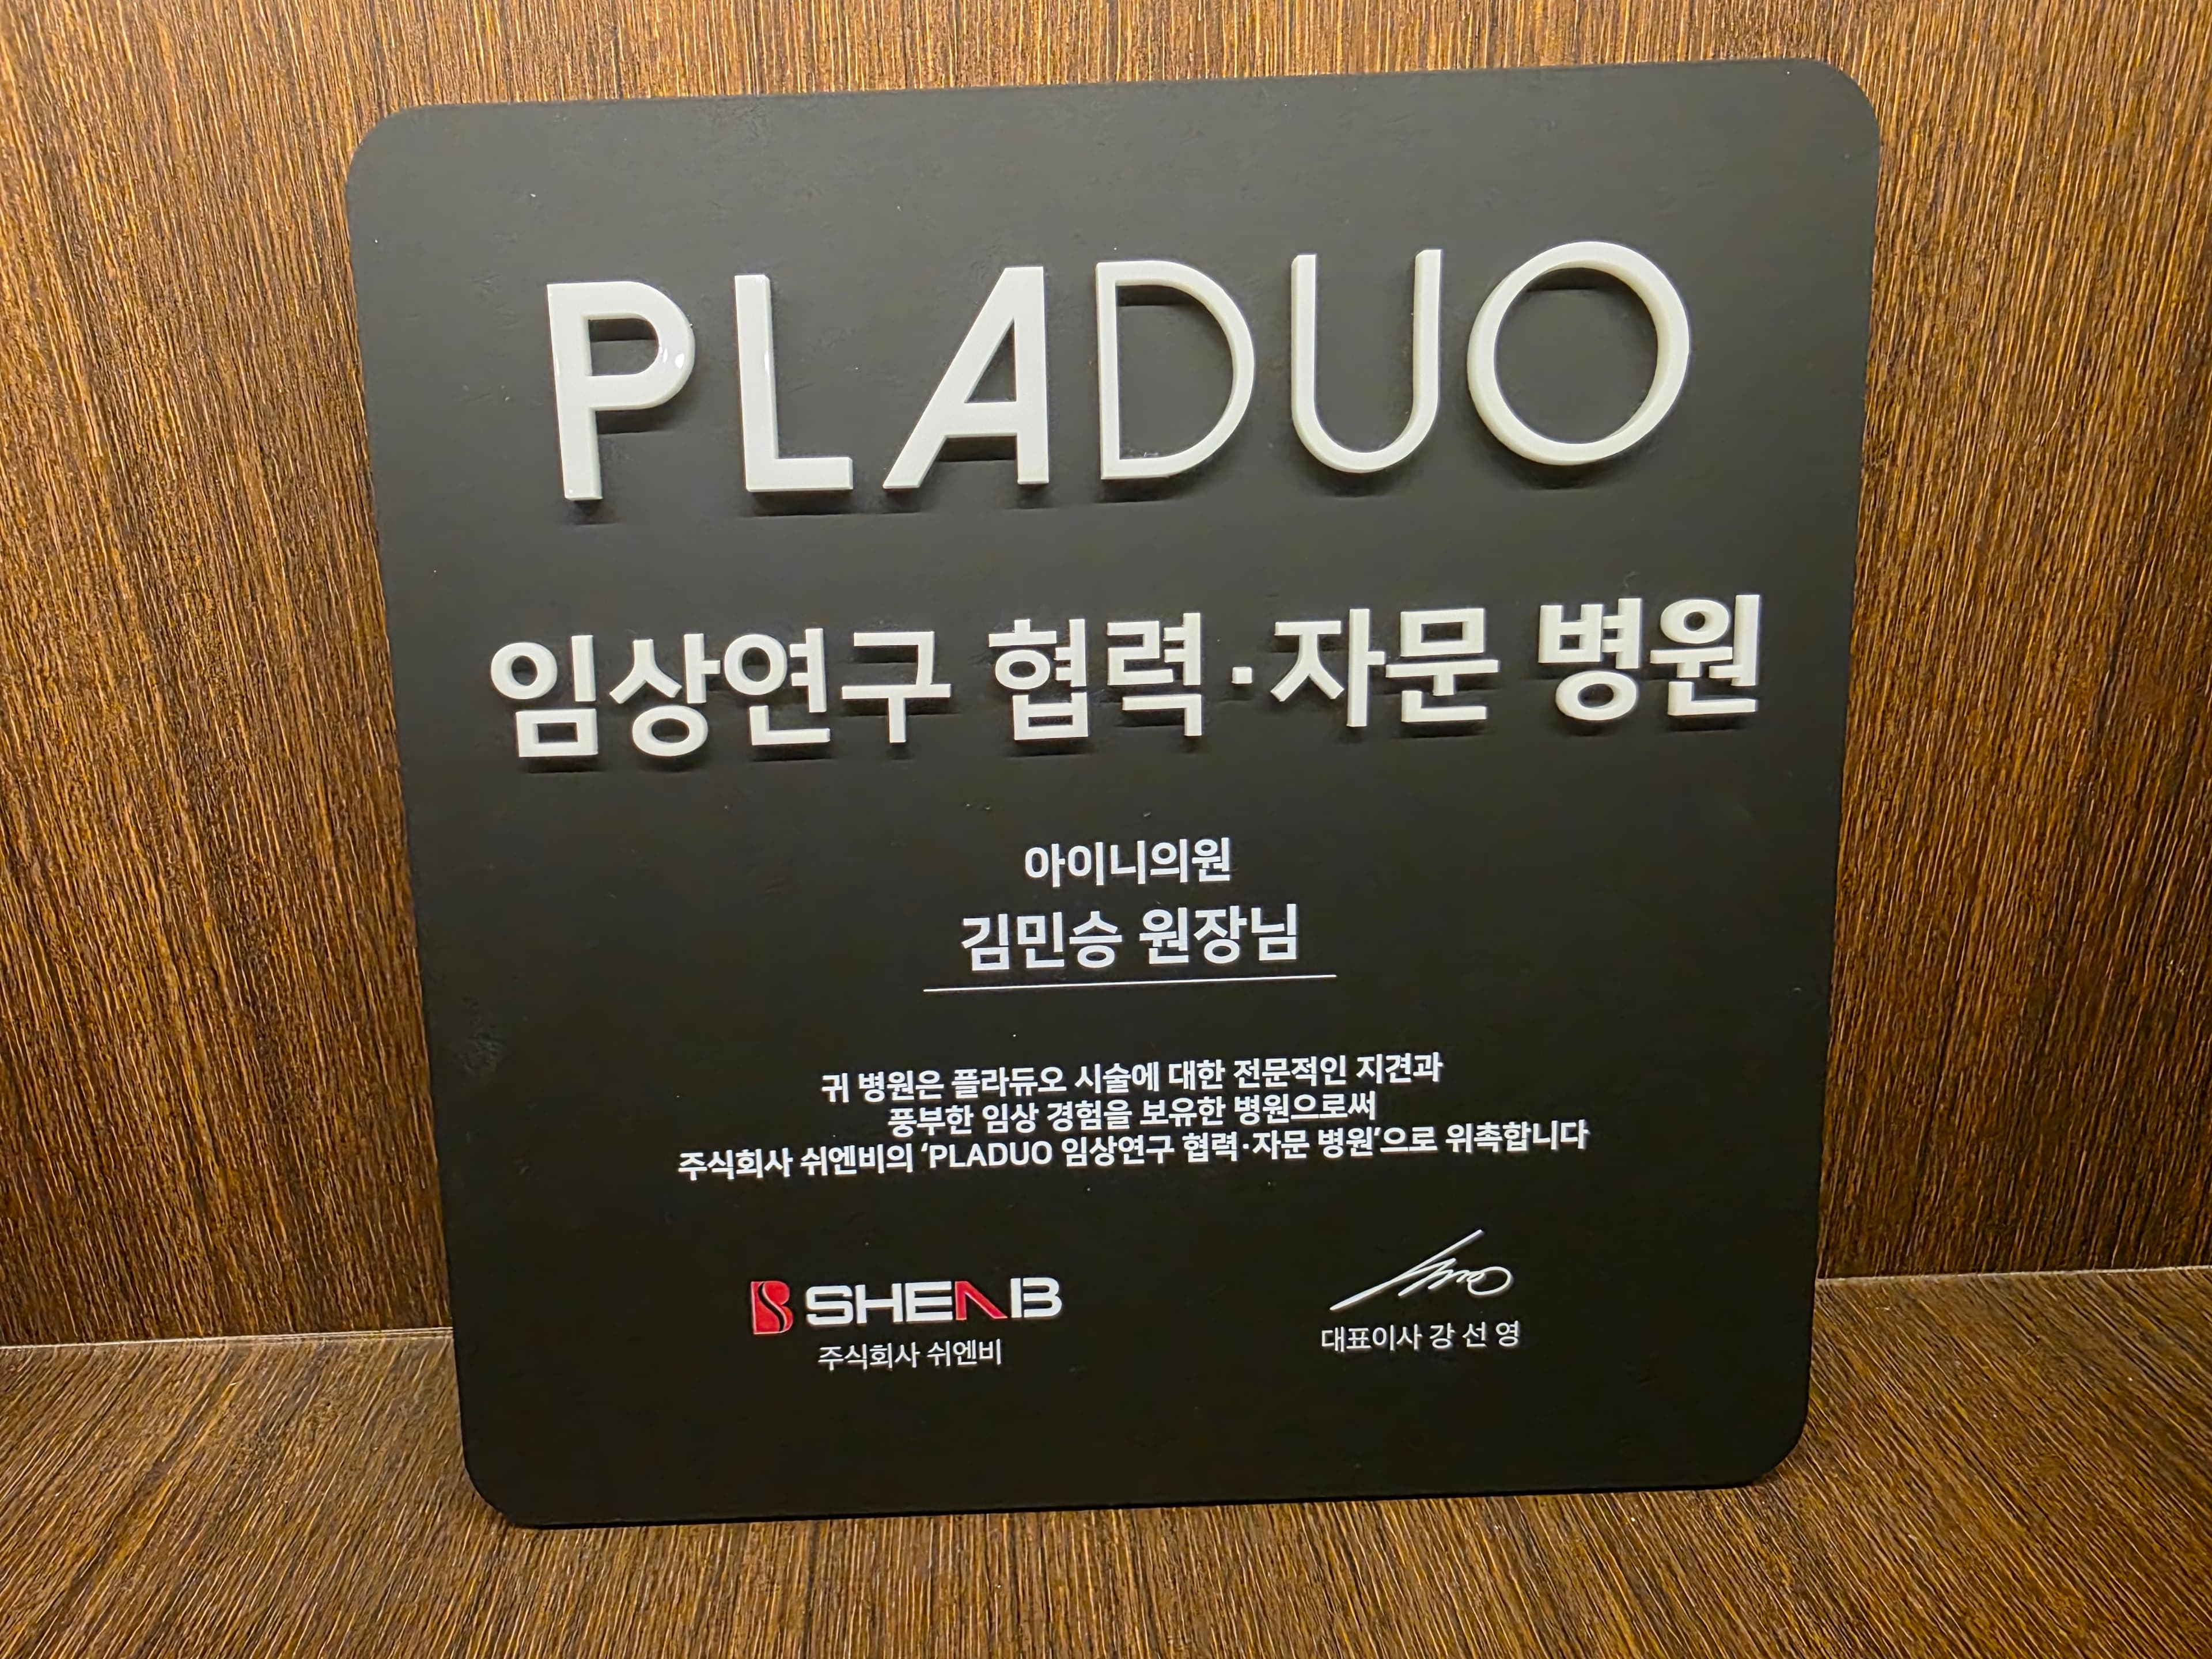 PLADUO
임상연구 협력·자문 병원
아이니의원
김민승 원장님
귀 병원은 플라듀오 시술에 대한 전문적인 지견과
풍부한 임상 경험을 보유한 병원으로써
주식회사 쉬엔비의 ‘PLADUO 임상연구 협력·자문 병원’으로 위촉합니다
SHENB
주식회사 쉬엔비
대표이사 강 선 영